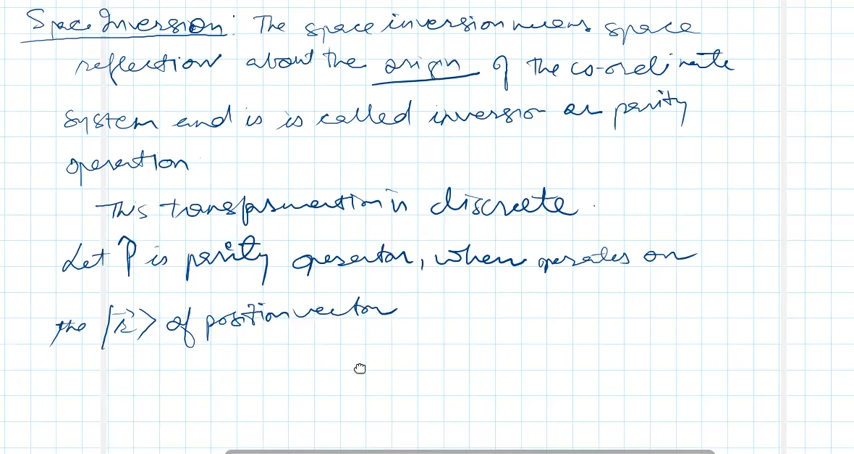 Spac Inversion: The space inversion means space
reflection about the origin of the co-ordinate
system and is is called inversion or parity
operation
This transformation is discrete.
Let P̂ is parity operator, when operates on
the |r⃗> of position vector